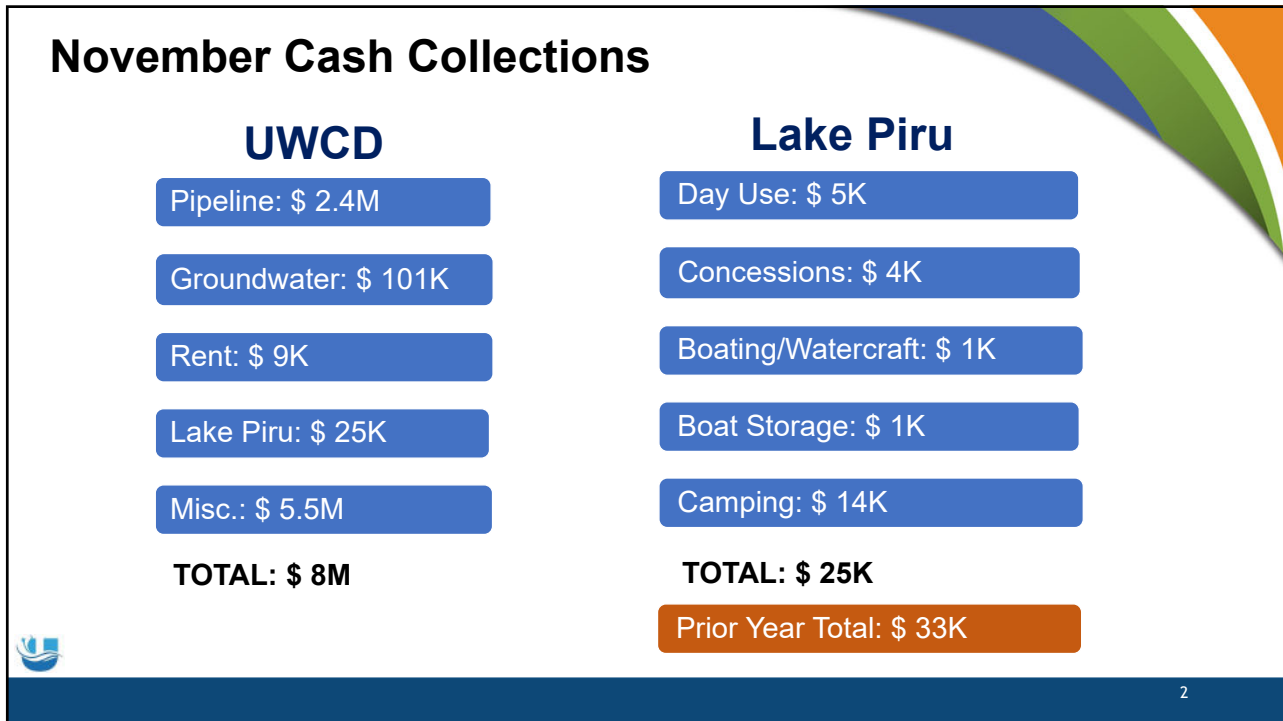 November Cash Collections
UWCD
Pipeline: $ 2.4M
Groundwater: $ 101K
Rent: $ 9K
Lake Piru: $ 25K
Misc.: $ 5.5M
TOTAL: $ 8M
Lake Piru
Day Use: $ 5K
Concessions: $ 4K
Boating/Watercraft: $ 1K
Boat Storage: $ 1K
Camping: $ 14K
TOTAL: $ 25K
Prior Year Total: $ 33K
2